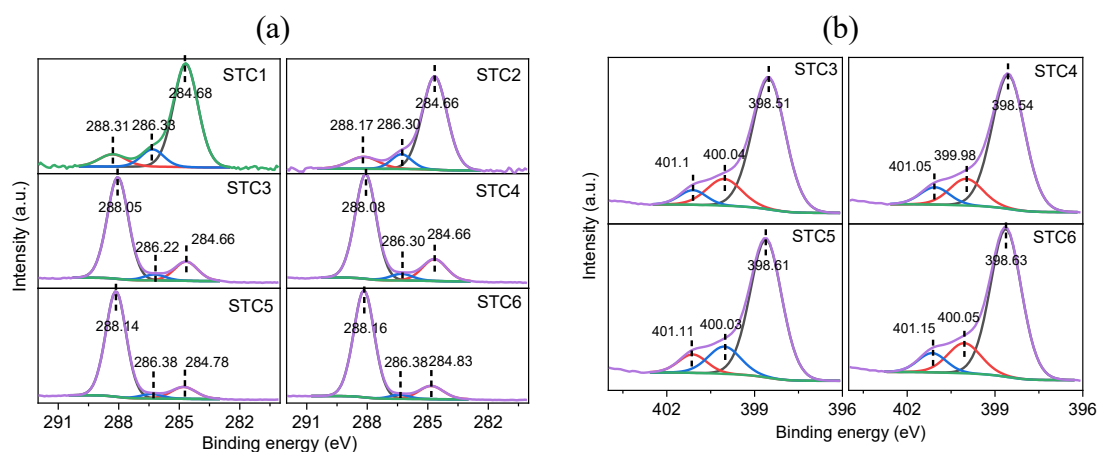 (a)
(b)
Intensity (a.u.)
STC1
288.31
286.33
284.68
STC2
288.17
286.30
284.66
STC3
288.05
286.22
284.66
STC4
288.08
286.30
284.66
STC5
288.14
286.38
284.78
STC6
288.16
286.38
284.83
291 288 285 282 291 288 285 282
Binding energy (eV)
Intensity (a.u.)
STC3
401.1
400.04
398.51
STC4
401.05
399.98
398.54
STC5
401.11
400.03
398.61
STC6
401.15
400.05
398.63
402 399 396 402 399 396
Binding energy (eV)